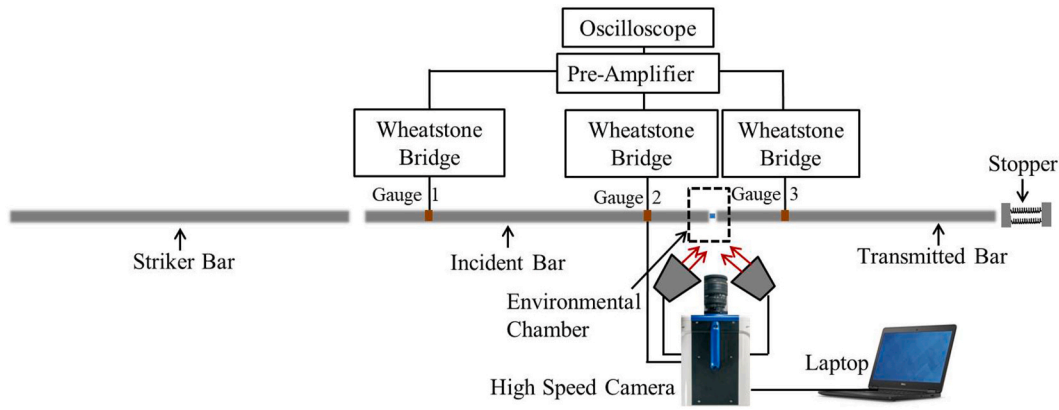 Oscilloscope
Pre-Amplifier
Wheatstone
Bridge
Wheatstone
Bridge
Wheatstone
Bridge
Stopper
Gauge 1
Gauge 2
Gauge 3
Striker Bar
Incident Bar
Transmitted Bar
Environmental
Chamber
Laptop
High Speed Camera